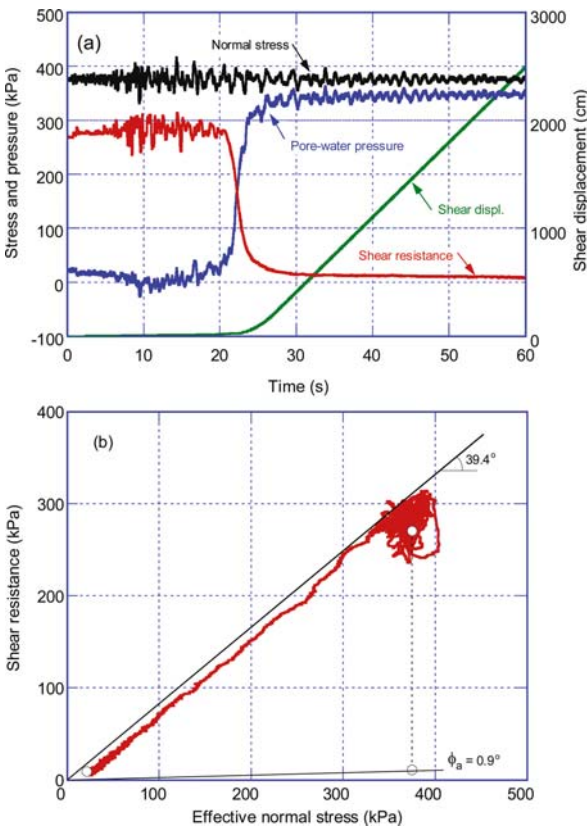 (a)
Normal stress
Pore-water pressure
Shear displ.
Shear resistance
Stress and pressure (kPa)
500
400
300
200
100
0
-100
Shear displacement (cm)
3000
2000
1000
0
0 10 20 30 40 50 60
Time (s)
(b)
39.4°
ϕa = 0.9°
Shear resistance (kPa)
400
300
200
100
0
0 100 200 300 400 500
Effective normal stress (kPa)